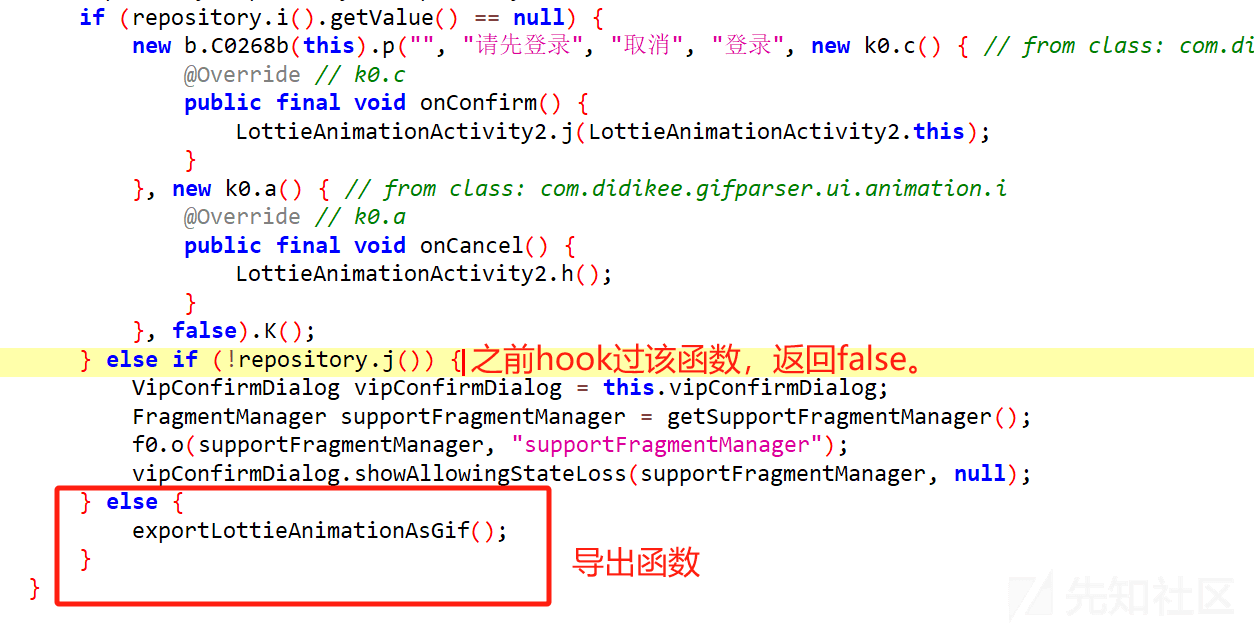 if (repository.i().getValue() == null) {
new b.C0268b(this).p("", "请先登录", "取消", "登录", new k0.c() { // from class: com.di
@Override // k0.c
public final void onConfirm() {
LottieAnimationActivity2.j(LottieAnimationActivity2.this);
}
}, new k0.a() { // from class: com.didikee.gifparser.ui.animation.i
@Override // k0.a
public final void onCancel() {
LottieAnimationActivity2.h();
}
}, false).K();
} else if (!repository.j()) { 之前hook过该函数，返回false。
VipConfirmDialog vipConfirmDialog = this.vipConfirmDialog;
FragmentManager supportFragmentManager = getSupportFragmentManager();
f0.o(supportFragmentManager, "supportFragmentManager");
vipConfirmDialog.showAllowingStateLoss(supportFragmentManager, null);
} else {
exportLottieAnimationAsGif();
}
导出函数
}
先知社区